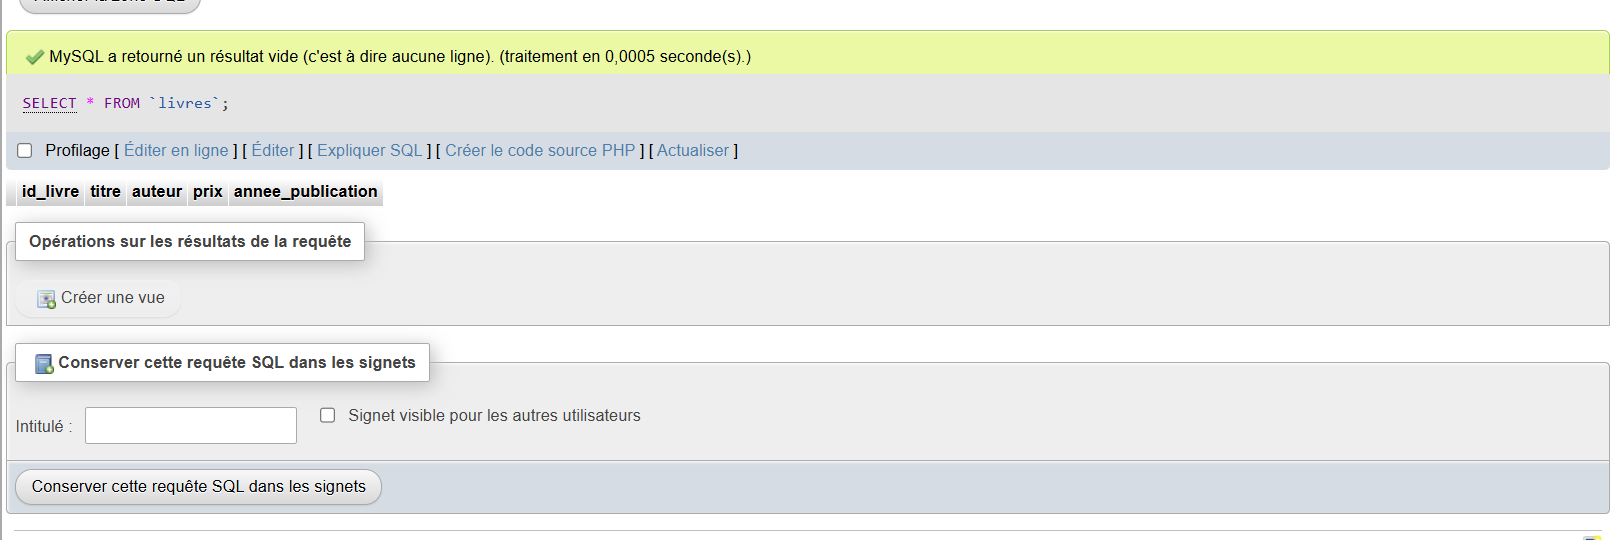 MySQL a retourné un résultat vide (c'est à dire aucune ligne). (traitement en 0,0005 seconde(s).)
SELECT * FROM `livres`;
Profilage [ Éditer en ligne ] [ Éditer ] [ Expliquer SQL ] [ Créer le code source PHP ] [ Actualiser ]
id_livre titre auteur prix annee_publication
Opérations sur les résultats de la requête
Créer une vue
Conserver cette requête SQL dans les signets
Intitulé : Signet visible pour les autres utilisateurs
Conserver cette requête SQL dans les signets